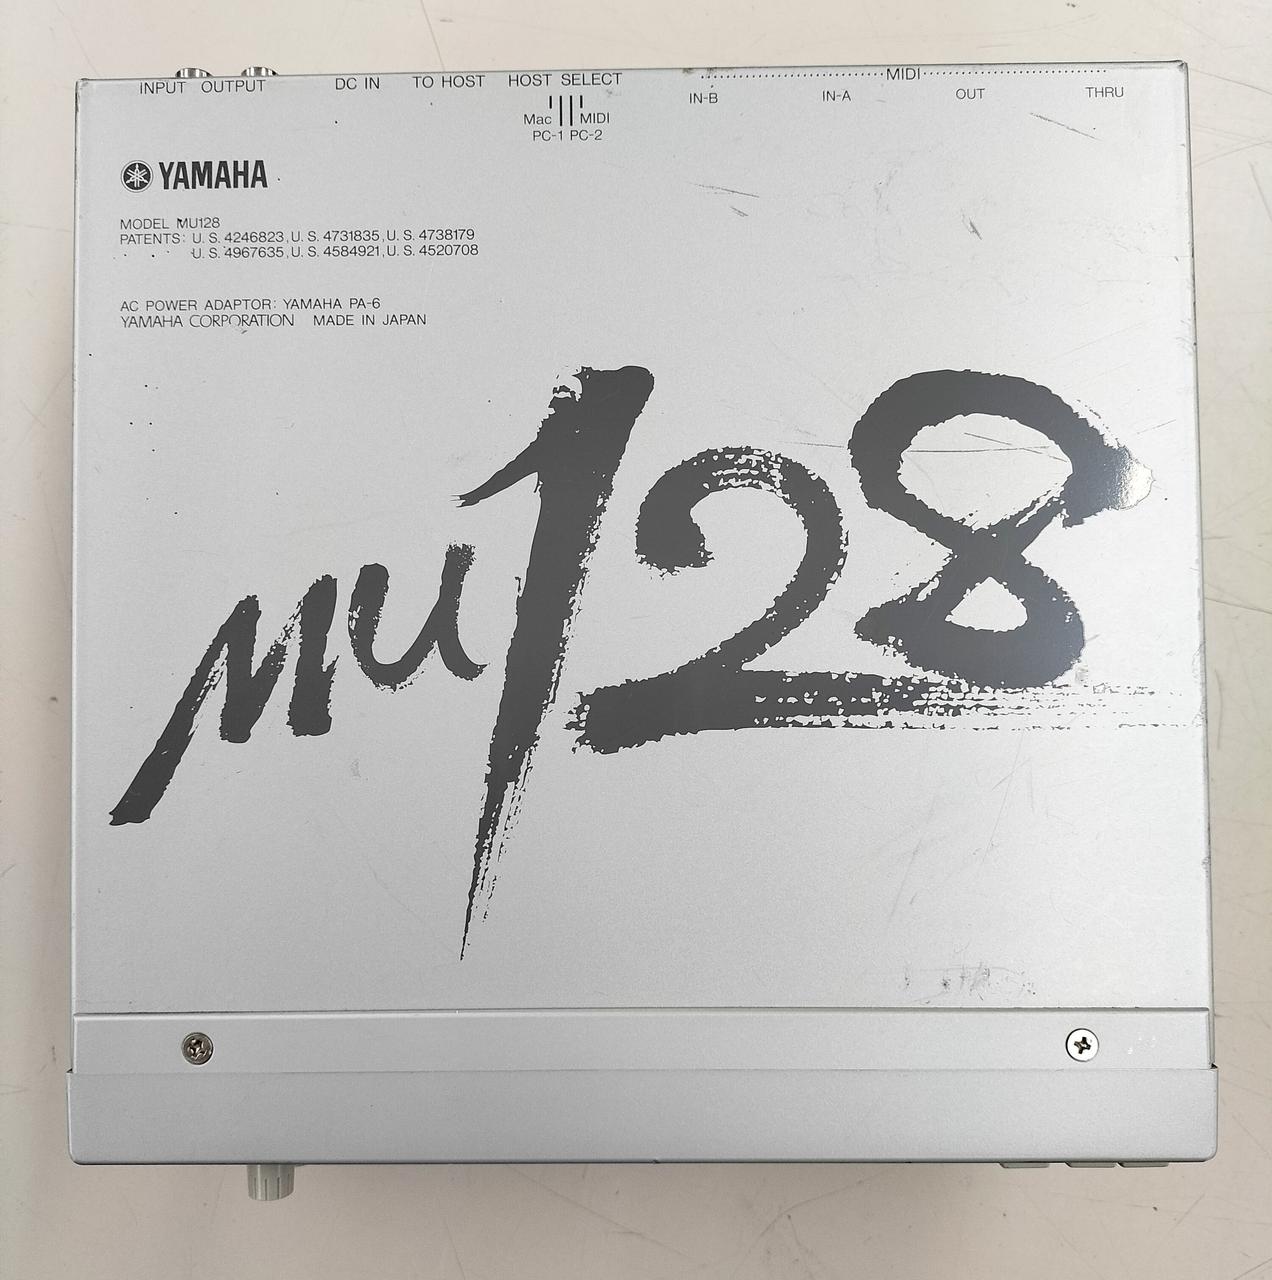 INPUT OUTPUT DC IN TO HOST HOST SELECT MIDI
IN-B IN-A OUT THRU
Mac MIDI
PC-1 PC-2
YAMAHA
MODEL MU128
PATENTS: U.S. 4246823, U.S. 4731835, U.S. 4738179
U.S. 4967635, U.S. 4584921, U.S. 4520708
AC POWER ADAPTOR: YAMAHA PA-6
YAMAHA CORPORATION MADE IN JAPAN
MU128